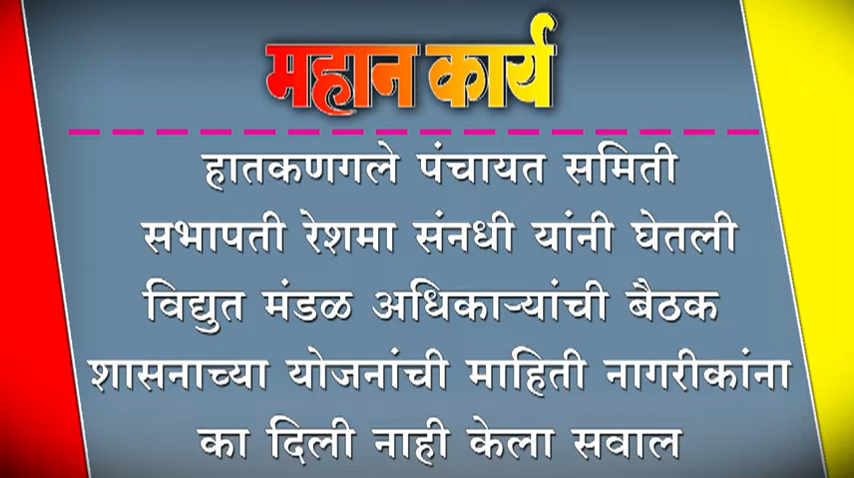 महान कार्य
हातकणगले पंचायत समिती
सभापती रेशमा संनधी यांनी घेतली
विद्युत मंडळ अधिकाऱ्यांची बैठक
शासनाच्या योजनांची माहिती नागरीकांना
का दिली नाही केला सवाल